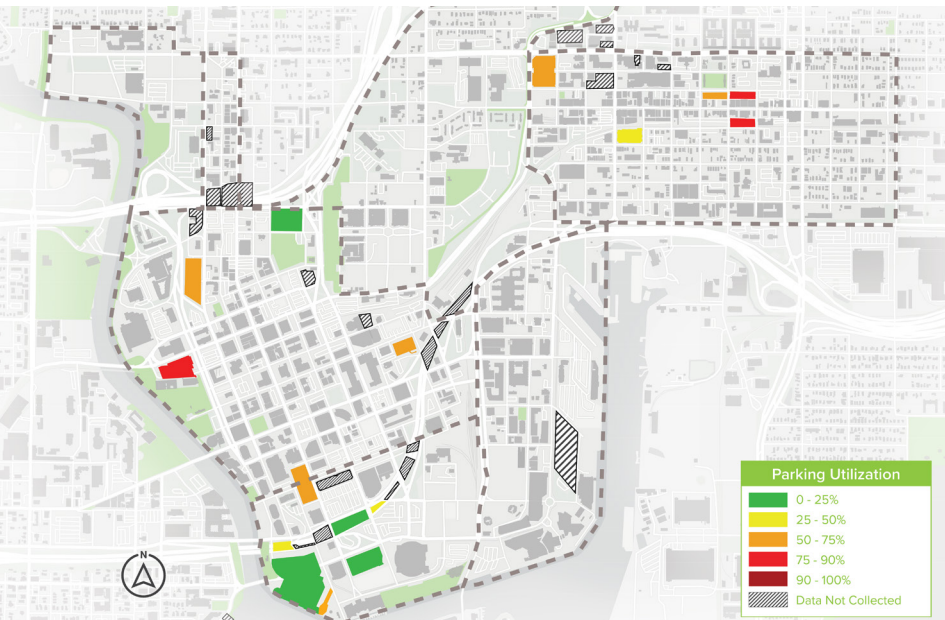 N
Parking Utilization
0 - 25%
25 - 50%
50 - 75%
75 - 90%
90 - 100%
Data Not Collected